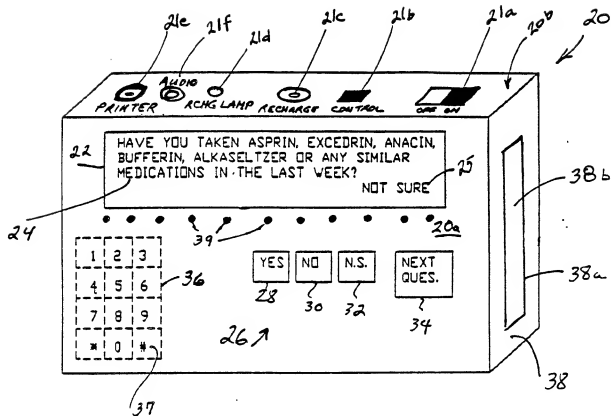 21e 21f 21d 21c 21b 21a 20b 20
AUDIO
PRINTER RCHG LAMP RECHARGE CONTROL OFF ON
22 HAVE YOU TAKEN ASPRIN, EXCEDRIN, ANACIN,
BUFFERIN, ALKASELTZER OR ANY SIMILAR
MEDICATIONS IN THE LAST WEEK?
NOT SURE 25
24 39 20a 38b
38a
1 2 3 36 YES NO N.S. NEXT
QUES.
4 5 6 28 30 32 34
7 8 9
* 0 # 26 38
37